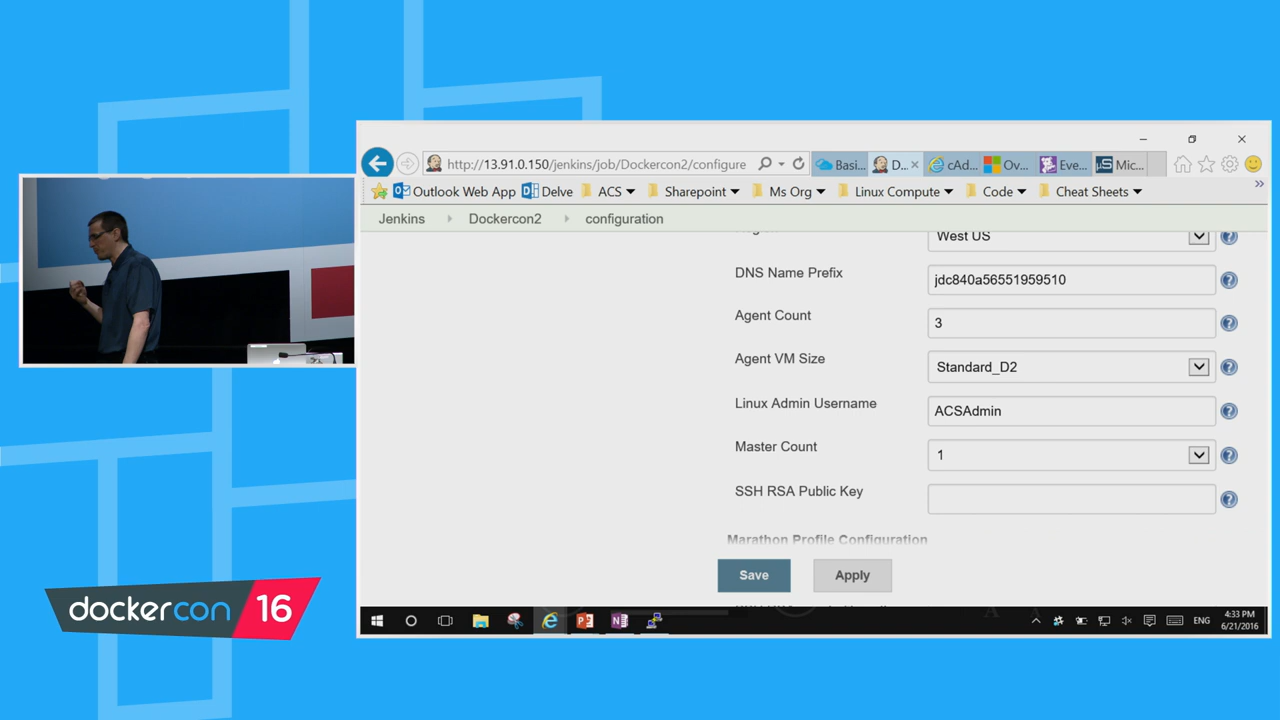 http://13.91.0.150/jenkins/job/Dockercon2/configure
Basi...
D...
cAd...
Ov...
Eve...
Mic...
Outlook Web App
Delve
ACS
Sharepoint
Ms Org
Linux Compute
Code
Cheat Sheets
Jenkins
Dockercon2
configuration
West US
DNS Name Prefix
jdc840a56551959510
Agent Count
3
Agent VM Size
Standard_D2
Linux Admin Username
ACSAdmin
Master Count
1
SSH RSA Public Key
Marathon Profile Configuration
Save
Apply
dockercon 16
ENG
4:33 PM
6/21/2016